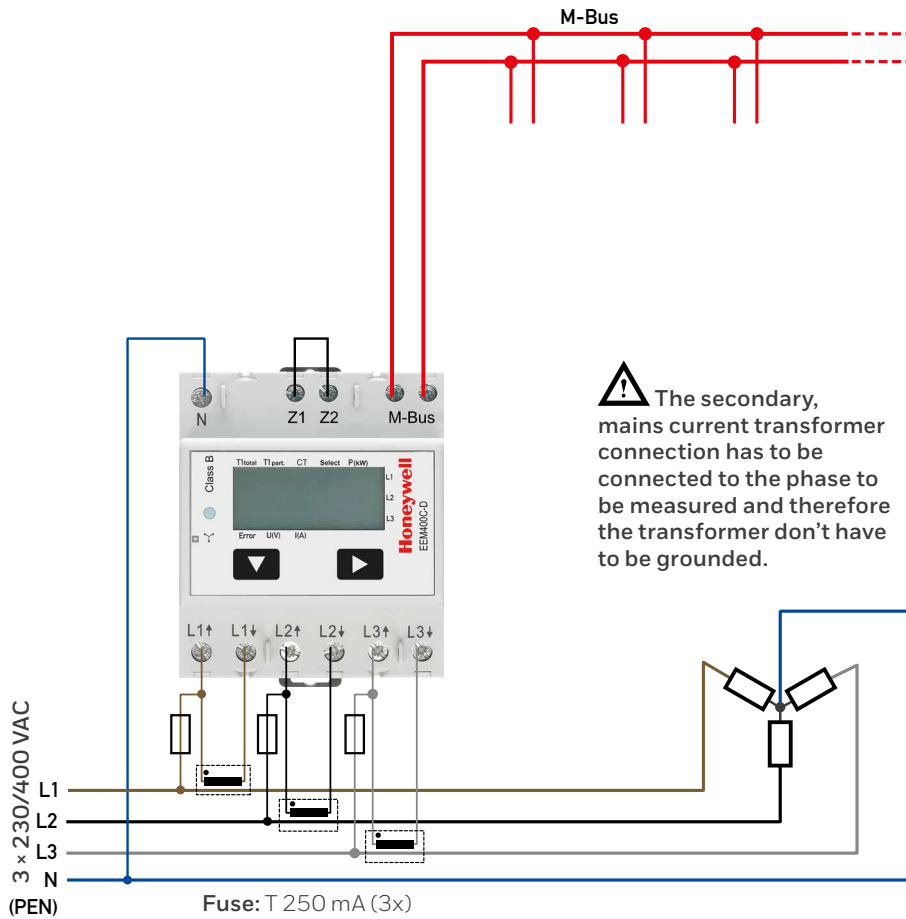 M-Bus
N
Z1 Z2
M-Bus
Class B
T1total T1 part. CT Select P(kW)
L1
L2
L3
Error U(V) I(A)
Honeywell
EEM400C-D
L1↑ L1↓ L2↑ L2↓ L3↑ L3↓
The secondary,
mains current transformer
connection has to be
connected to the phase to
be measured and therefore
the transformer don't have
to be grounded.
3 × 230/400 VAC
L1
L2
L3
N
(PEN)
Fuse: T 250 mA (3x)